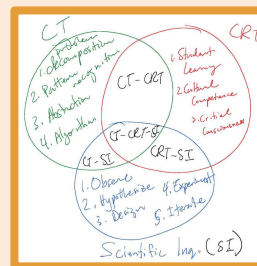 CT
CRT
1. Problem
decomposition
2. Pattern
recognition
3. Abstraction
4. Algorithm
CT-CRT
1. Student
Learning
2. Cultural
Competence
3. Critical
Consciousness
CT-CRT-SI
CT-SI
CRT-SI
1. Observe
2. Hypothesize
3. Design
4. Experiment
5. Iterate
Scientific Inq. (SI)